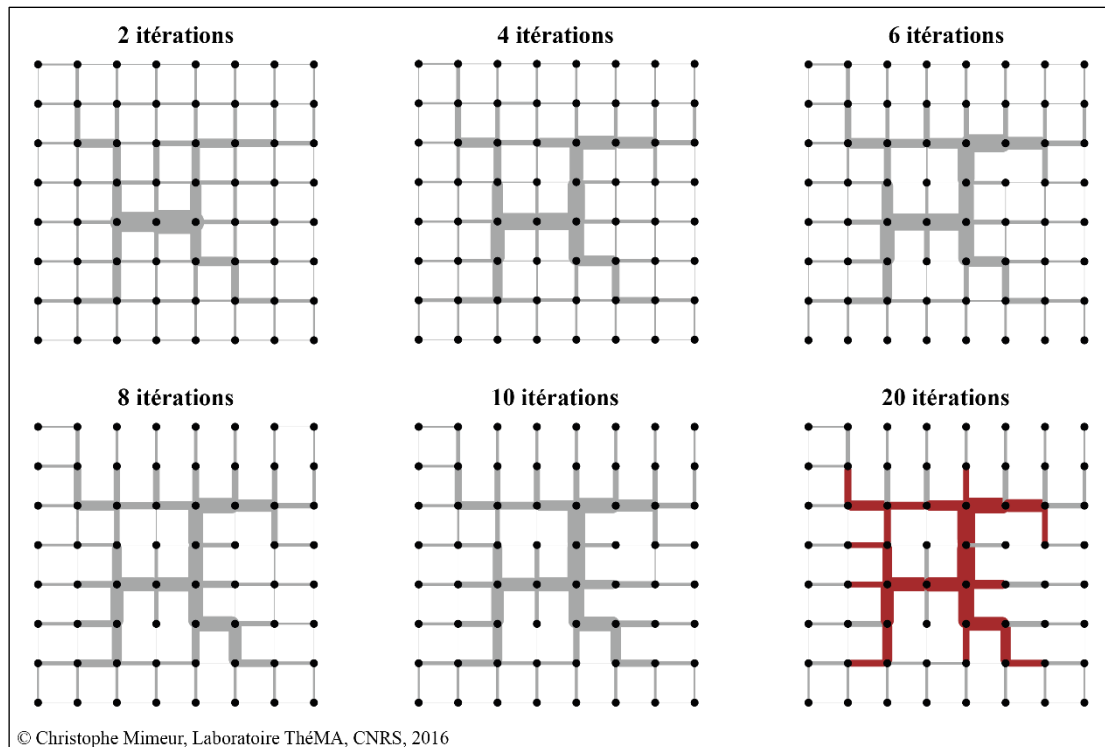 2 itérations
4 itérations
6 itérations
8 itérations
10 itérations
20 itérations
© Christophe Mimeur, Laboratoire ThéMA, CNRS, 2016